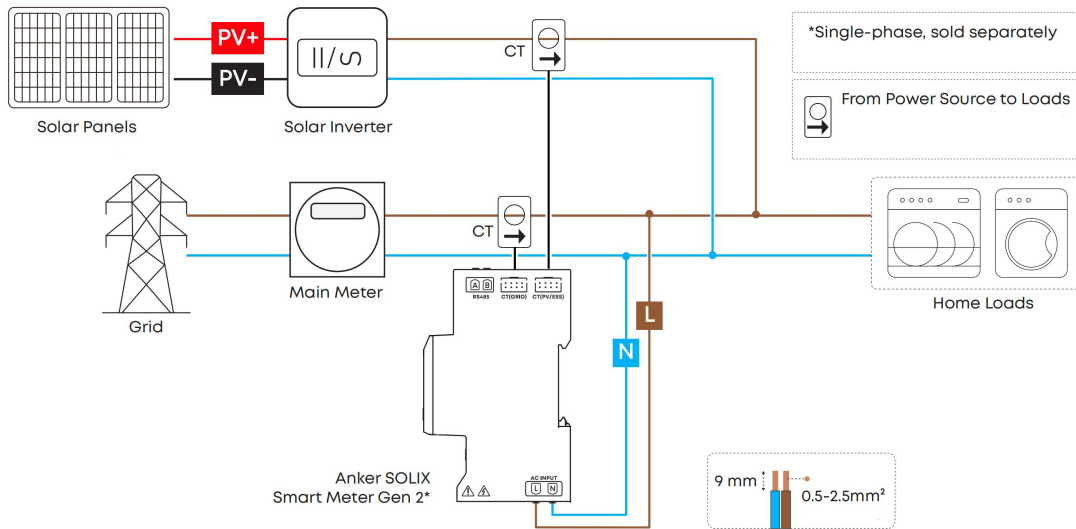 PV+
PV-
CT
*Single-phase, sold separately
Solar Panels
Solar Inverter
From Power Source to Loads
CT
Main Meter
Grid
A B
RS485
CT(GRID)
CT(PV/ESS)
Home Loads
L
N
Anker SOLIX
Smart Meter Gen 2*
AC INPUT
L N
9 mm
0.5-2.5mm²